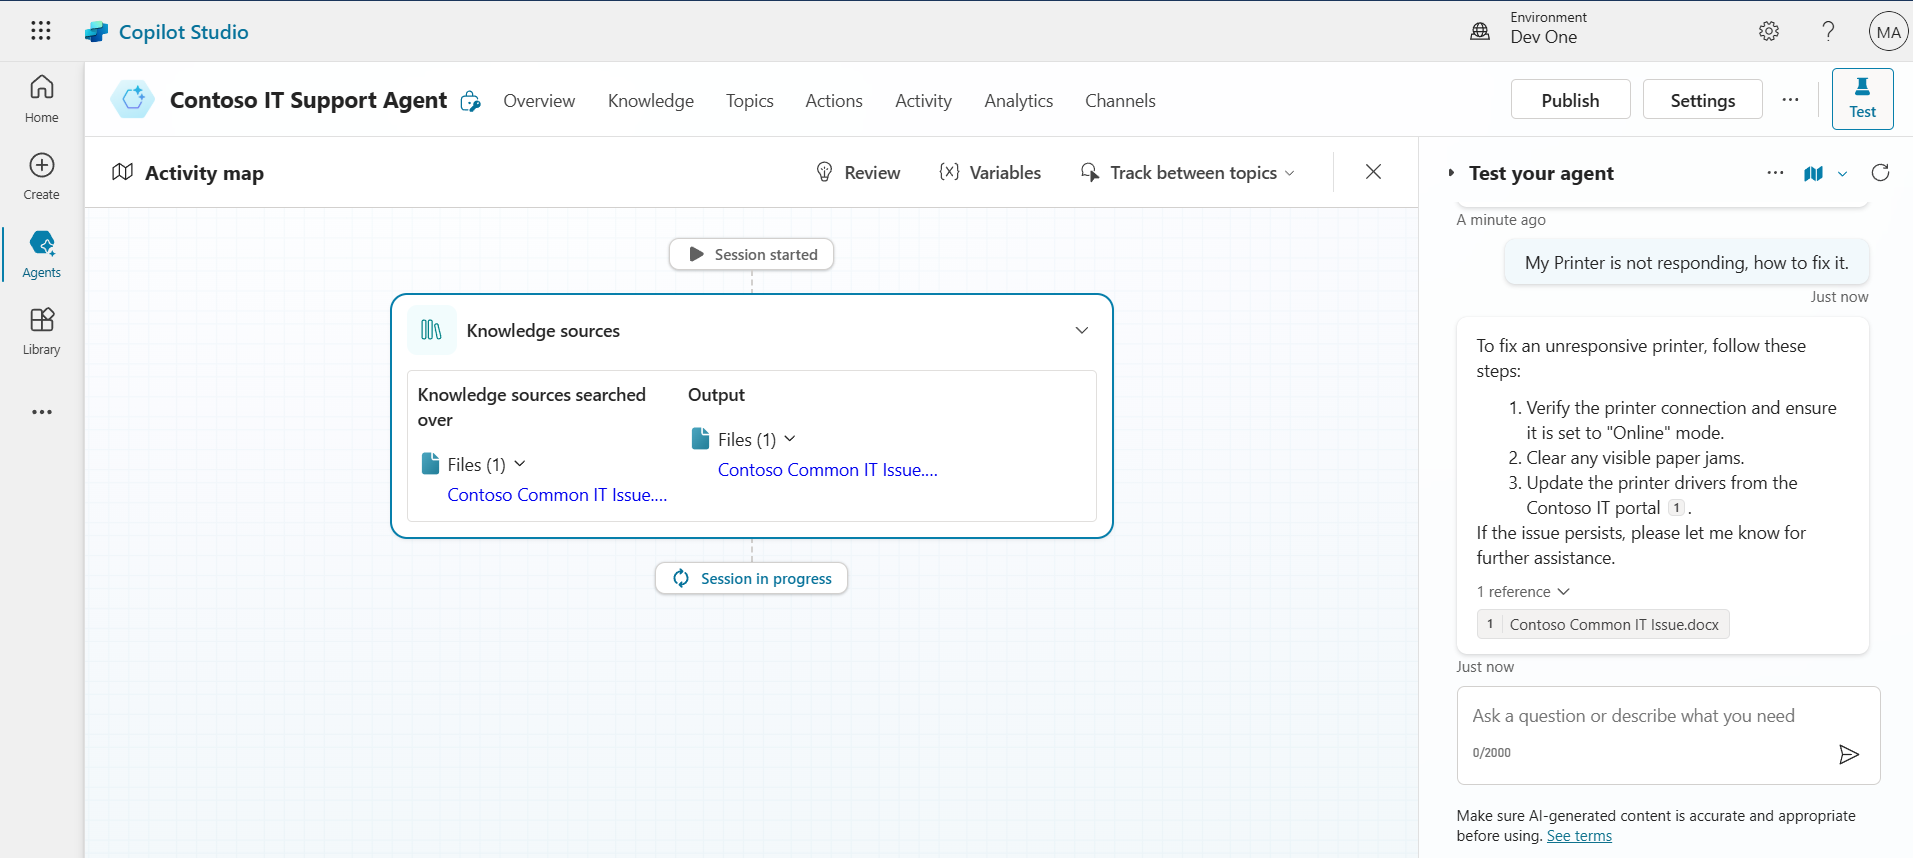 Copilot Studio
Environment
Dev One
MA
Home
Create
Agents
Library
Contoso IT Support Agent
Overview
Knowledge
Topics
Actions
Activity
Analytics
Channels
Publish
Settings
Test
Activity map
Review
{x} Variables
Track between topics
Session started
Knowledge sources
Knowledge sources searched
over
Files (1)
Contoso Common IT Issue....
Output
Files (1)
Contoso Common IT Issue....
Session in progress
Test your agent
A minute ago
My Printer is not responding, how to fix it.
Just now
To fix an unresponsive printer, follow these
steps:
1. Verify the printer connection and ensure
it is set to "Online" mode.
2. Clear any visible paper jams.
3. Update the printer drivers from the
Contoso IT portal 1 .
If the issue persists, please let me know for
further assistance.
1 reference
1 Contoso Common IT Issue.docx
Just now
Ask a question or describe what you need
0/2000
Make sure AI-generated content is accurate and appropriate
before using. See terms